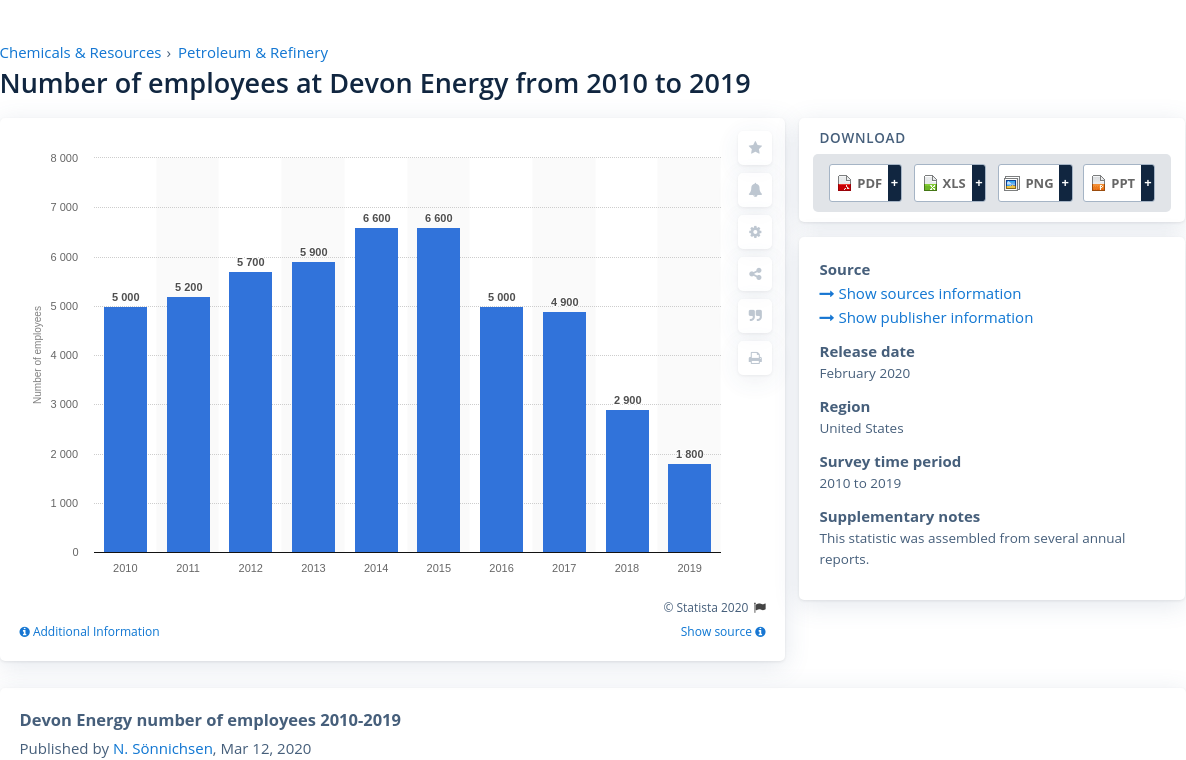 Chemicals & Resources › Petroleum & Refinery
Number of employees at Devon Energy from 2010 to 2019
8 000
7 000
6 000
5 000
4 000
3 000
2 000
1 000
0
Number of employees
5 000
5 200
5 700
5 900
6 600
6 600
5 000
4 900
2 900
1 800
2010 2011 2012 2013 2014 2015 2016 2017 2018 2019
© Statista 2020
Additional Information
Show source
DOWNLOAD
PDF + XLS + PNG + PPT +
Source
Show sources information
Show publisher information
Release date
February 2020
Region
United States
Survey time period
2010 to 2019
Supplementary notes
This statistic was assembled from several annual
reports.
Devon Energy number of employees 2010-2019
Published by N. Sönnichsen, Mar 12, 2020